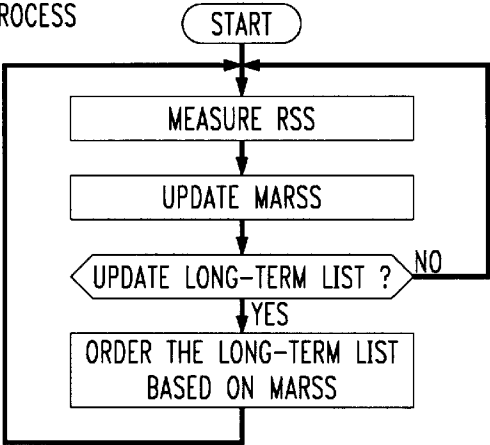 ROCESS
START
MEASURE RSS
UPDATE MARSS
UPDATE LONG-TERM LIST ?
NO
YES
ORDER THE LONG-TERM LIST
BASED ON MARSS